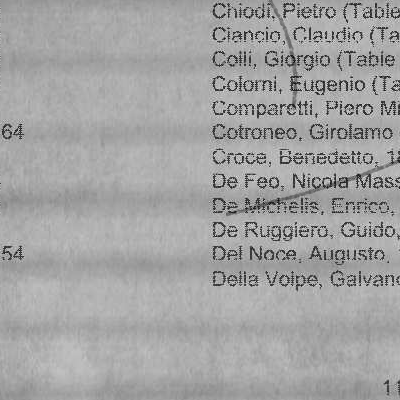 Chiodi, Pietro (Table
Ciancio, Claudio (Ta
Colli, Giorgio (Table
Colorni, Eugenio (Ta
Comparetti, Piero Mi
64 Cotroneo, Girolamo
Croce, Benedetto, 18
De Feo, Nicola Mass
De Michelis, Enrico,
De Ruggiero, Guido,
54 Del Noce, Augusto,
Della Volpe, Galvano
11